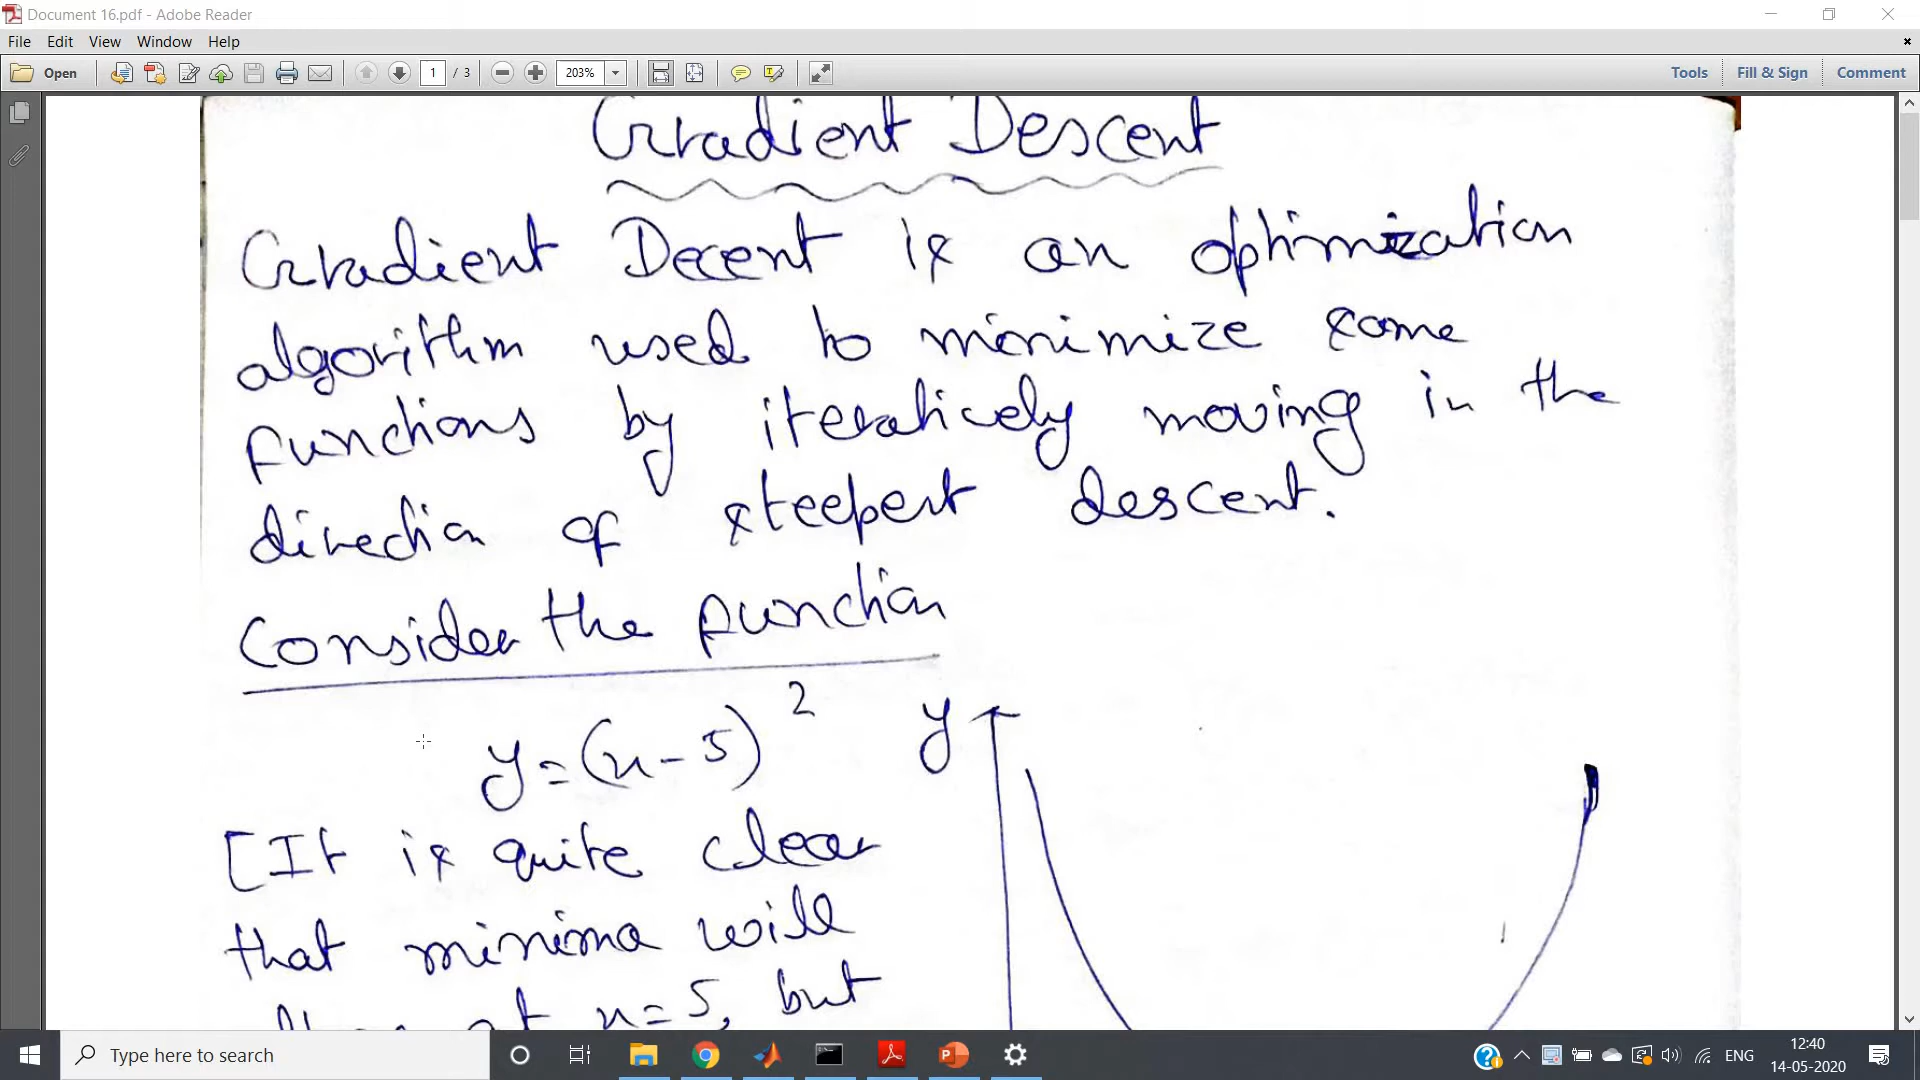 Document 16.pdf - Adobe Reader
File Edit View Window Help
Open 1 / 3 203% Tools Fill & Sign Comment
Gradient Descent
Gradient Decent is an optimization
algorithm used to minimize some
functions by iteratively moving in the
direction of steepest descent.
Consider the function
y=(x-5)²
y
[It is quite clear
that minima will
at x=5, but
Type here to search
ENG
12:40
14-05-2020